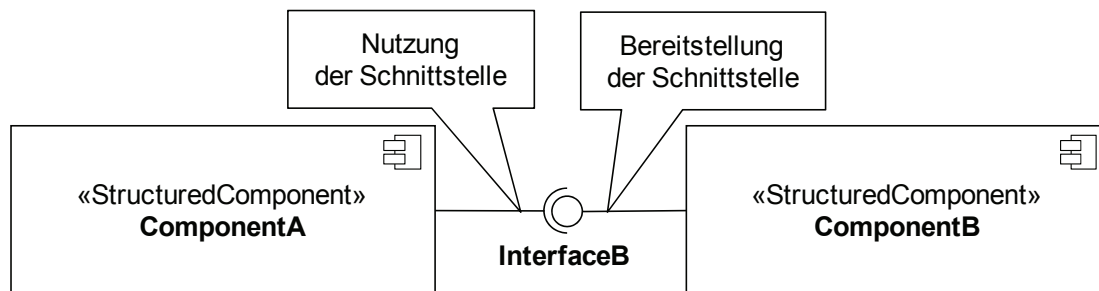 Nutzung
der Schnittstelle
Bereitstellung
der Schnittstelle
«StructuredComponent»
ComponentA
InterfaceB
«StructuredComponent»
ComponentB